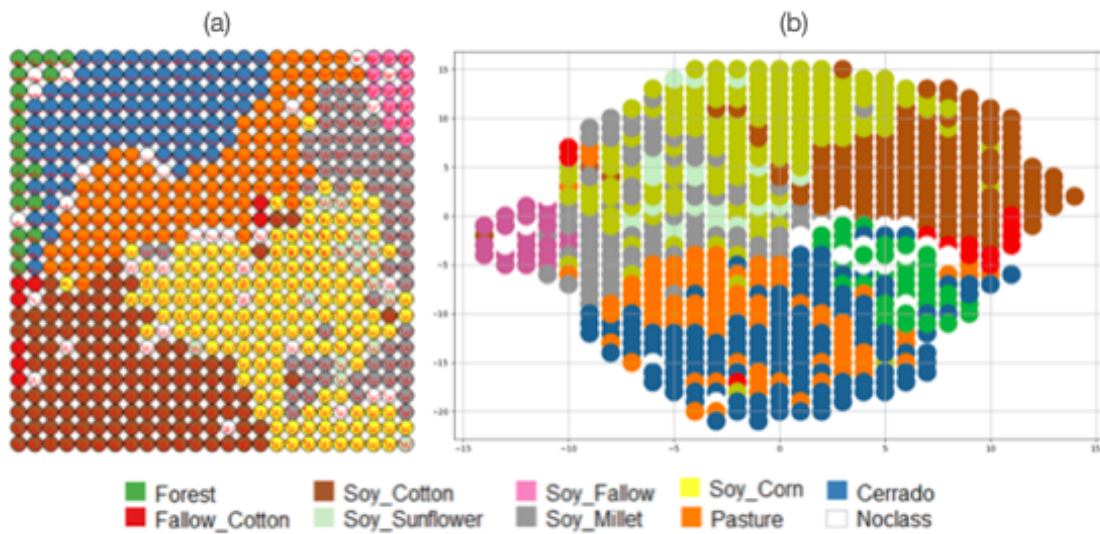 (a)
(b)
15
10
5
0
−5
−10
−15
−20
−15
−10
−5
0
5
10
15
Forest
Soy_Cotton
Soy_Fallow
Soy_Corn
Cerrado
Fallow_Cotton
Soy_Sunflower
Soy_Millet
Pasture
Noclass